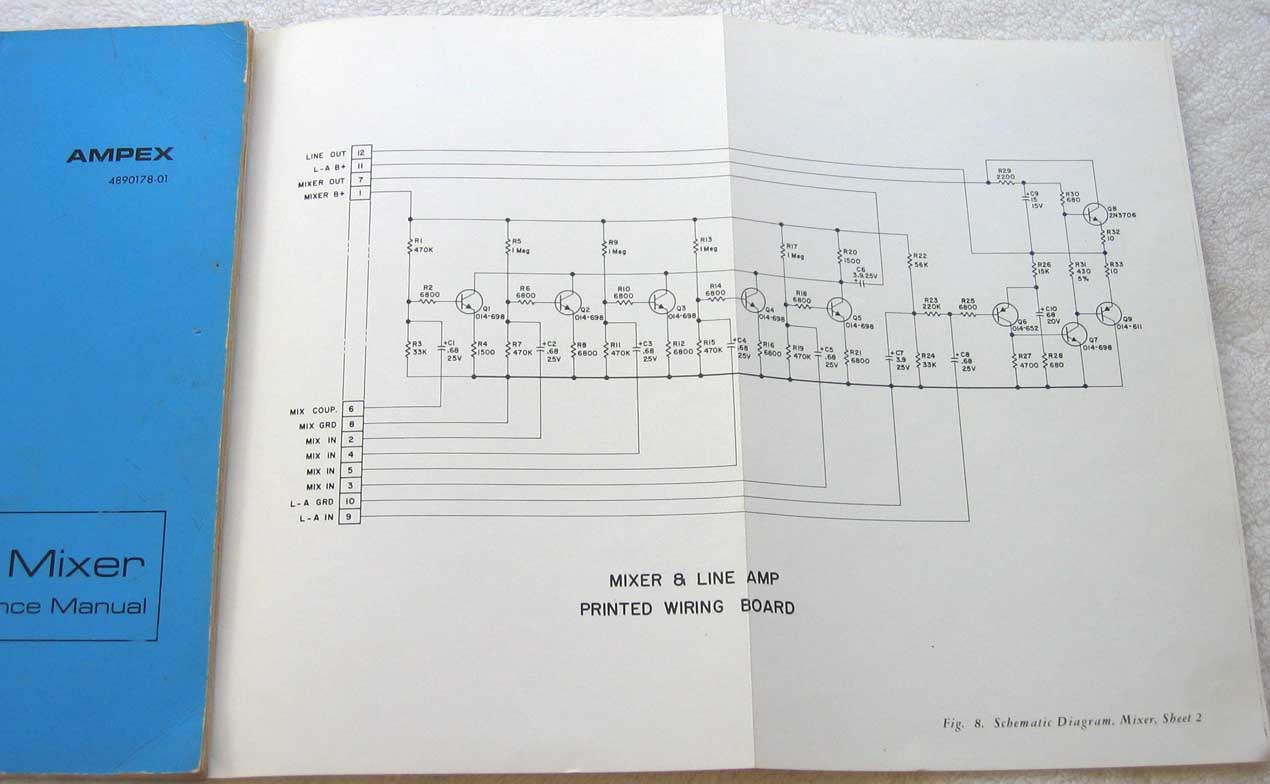 AMPEX
4890178-01
Mixer
nce Manual
LINE OUT 12
L-A B+ 11
MIXER OUT 7
MIXER B+ 1
R1
470K
R5
1 Meg
R9
1 Meg
R13
1 Meg
R17
1 Meg
R20
1500
C6
3.9,25V
R22
56K
R29
2200
+C9
15
15V
R30
680
Q8
2N3706
R32
10
R26
15K
R31
430
5%
R33
10
R2
6800
Q1
014-698
R6
6800
Q2
014-698
R10
6800
Q3
014-698
R14
6800
Q4
014-698
R18
6800
Q5
014-698
R23
220K
R25
6800
Q6
014-652
+C10
68
20V
Q9
014-611
Q7
014-698
R3
33K
+C1
.68
25V
R4
1500
R7
470K
+C2
.68
25V
R8
6800
R11
470K
+C3
.68
25V
R12
6800
R15
470K
+C4
.68
25V
R16
6800
R19
470K
+C5
.68
25V
R21
6800
+C7
3.9
25V
R24
33K
+C8
.68
25V
R27
4700
R28
680
MIX COUP. 6
MIX GRD 8
MIX IN 2
MIX IN 4
MIX IN 5
MIX IN 3
L-A GRD 10
L-A IN 9
MIXER & LINE AMP
PRINTED WIRING BOARD
Fig. 8. Schematic Diagram, Mixer, Sheet 2